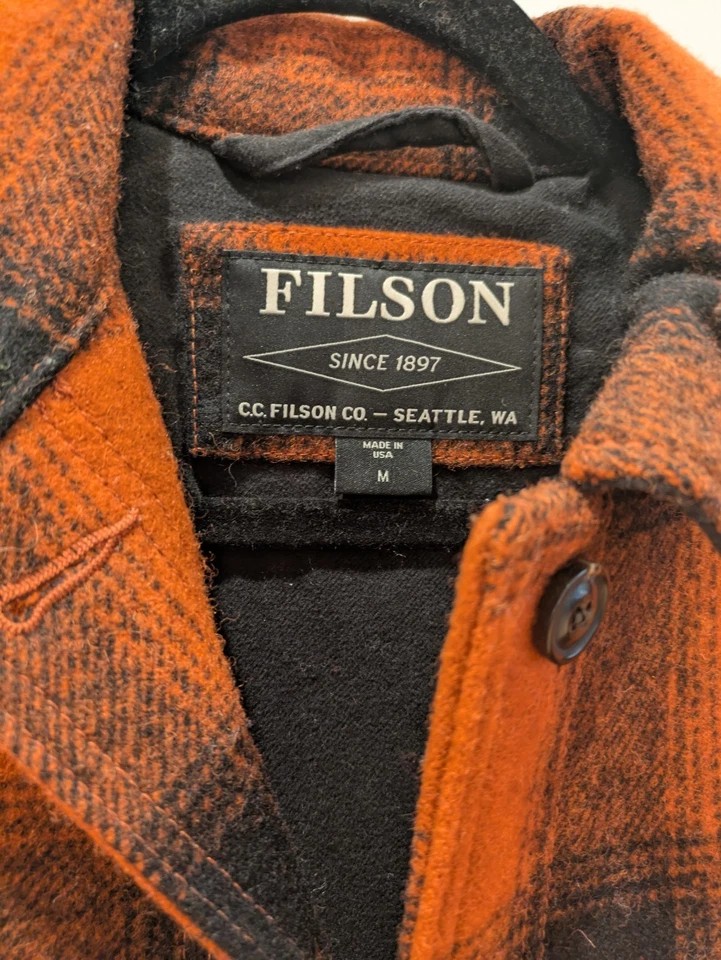 FILSON
SINCE 1897
C.C. FILSON CO. – SEATTLE, WA
MADE IN
USA
M